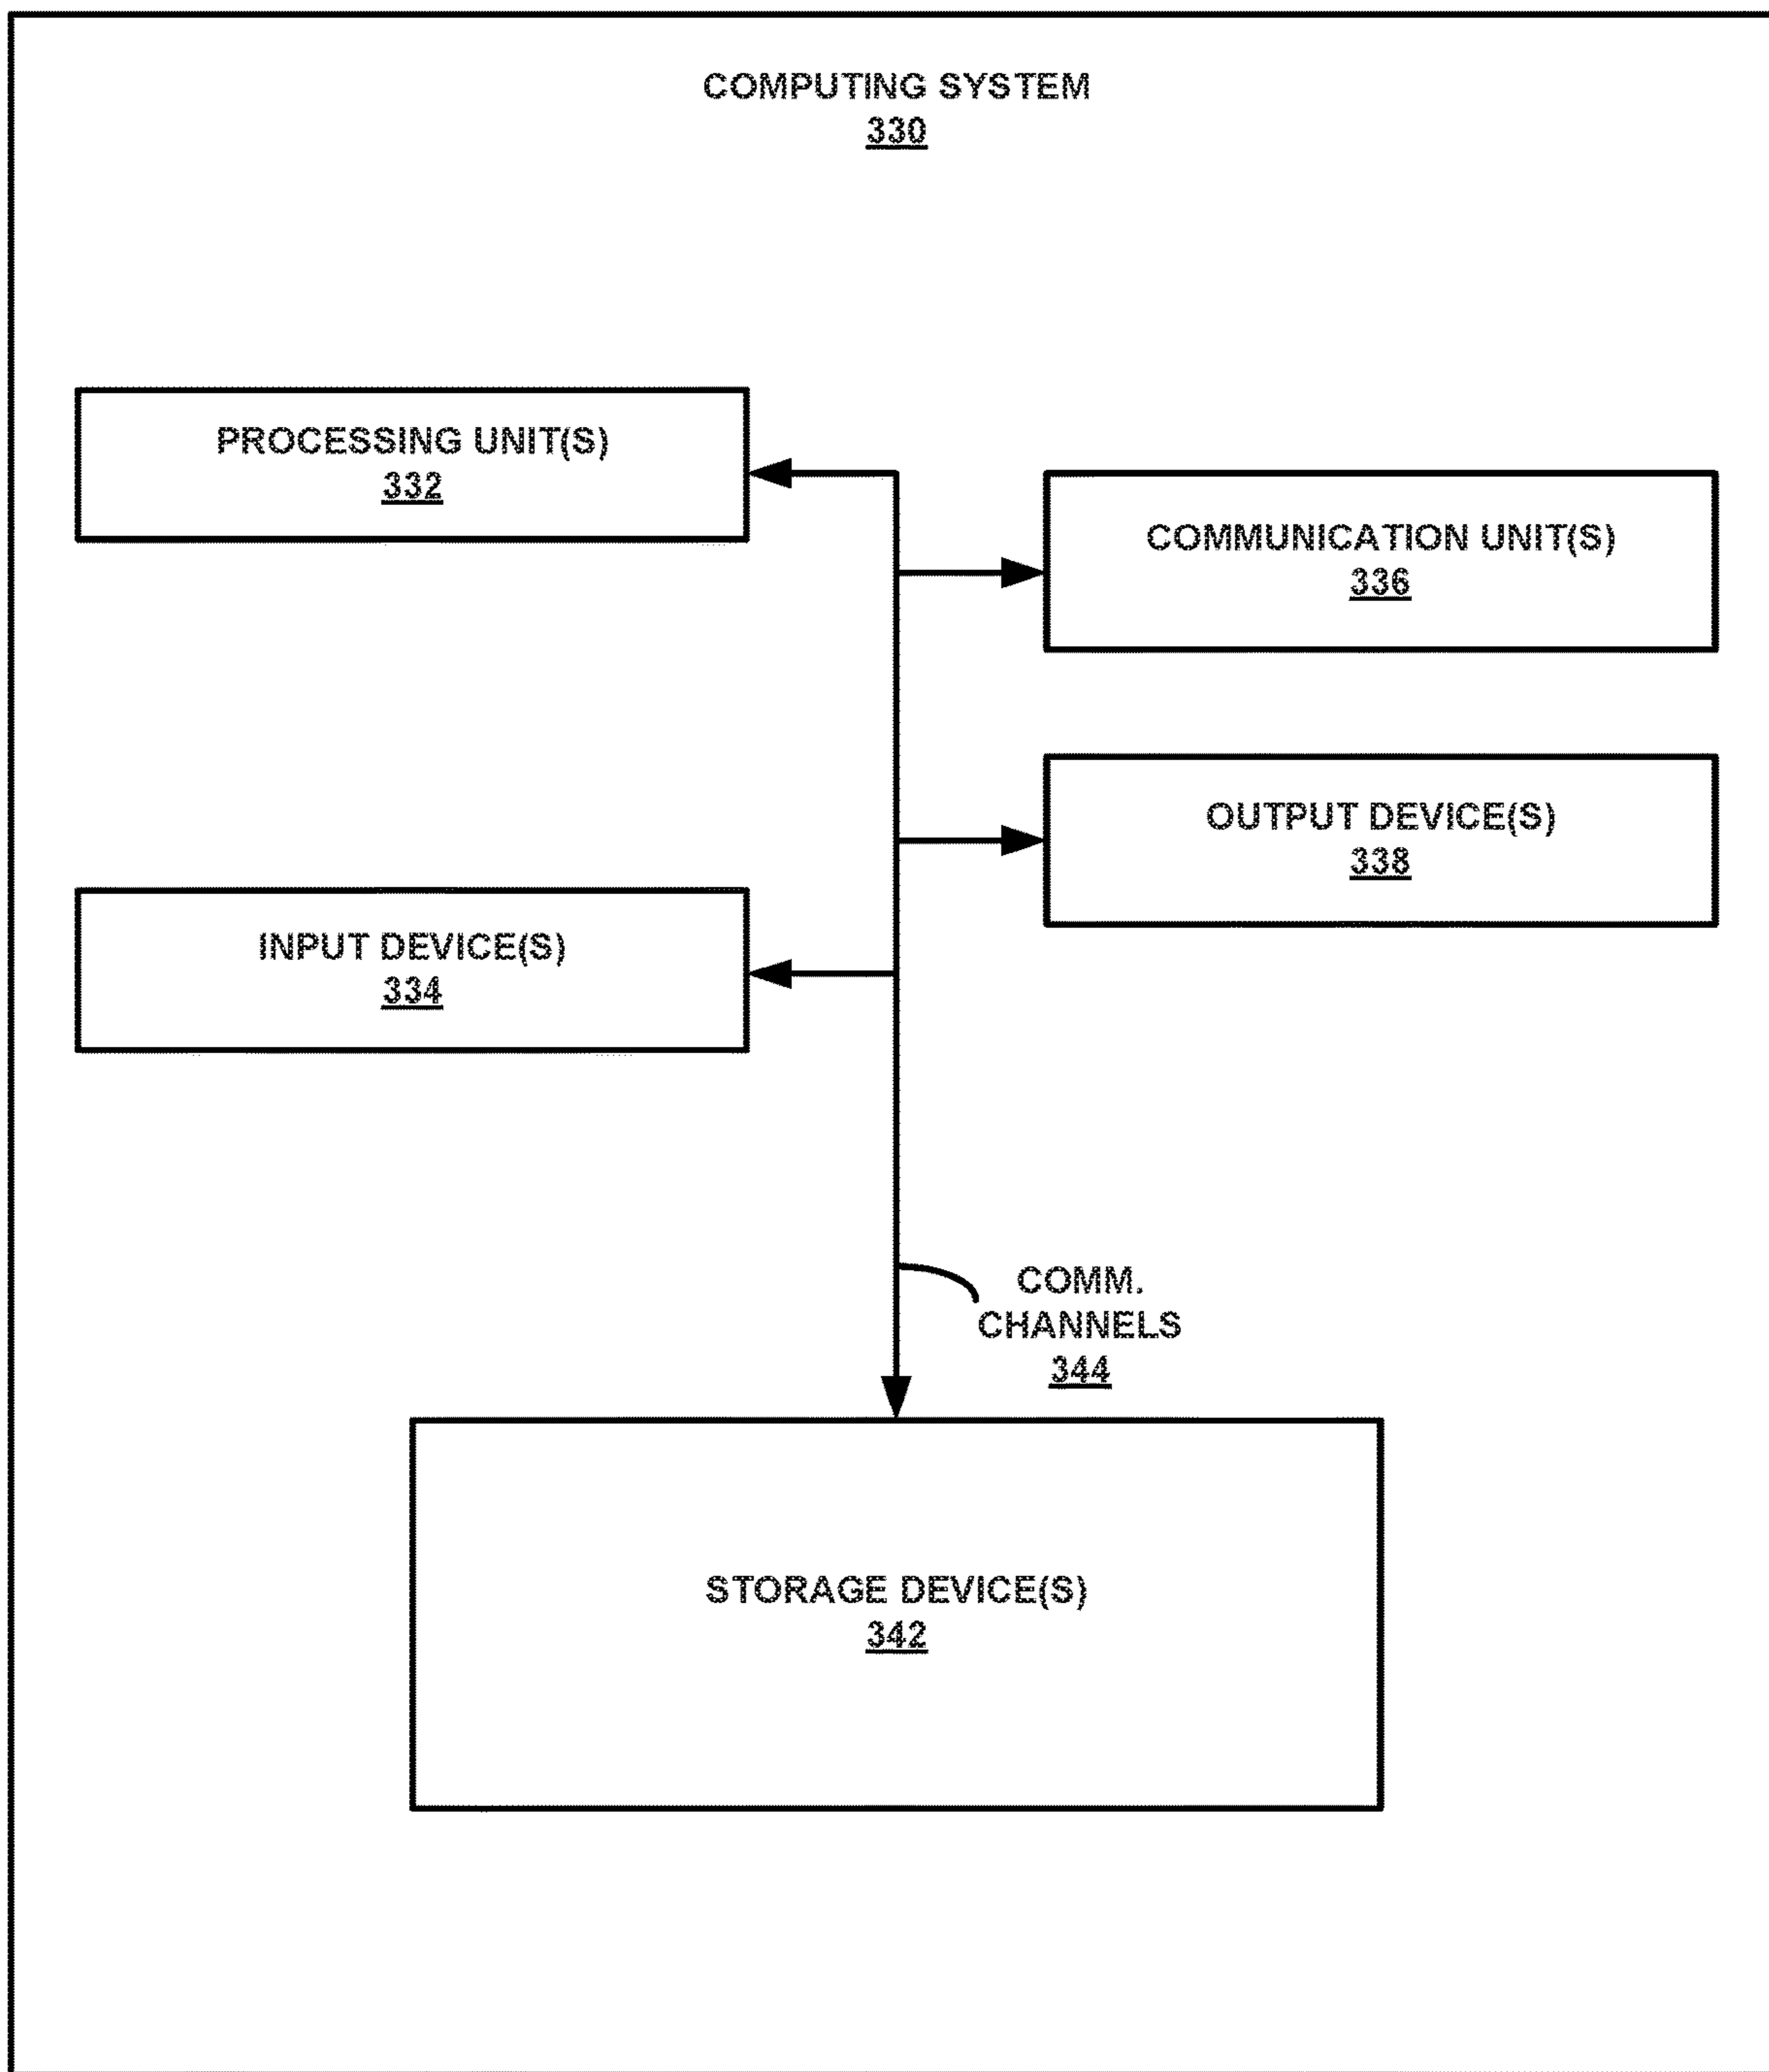 COMPUTING SYSTEM
330
PROCESSING UNIT(S)
332
COMMUNICATION UNIT(S)
336
OUTPUT DEVICE(S)
338
INPUT DEVICE(S)
334
COMM.
CHANNELS
344
STORAGE DEVICE(S)
342